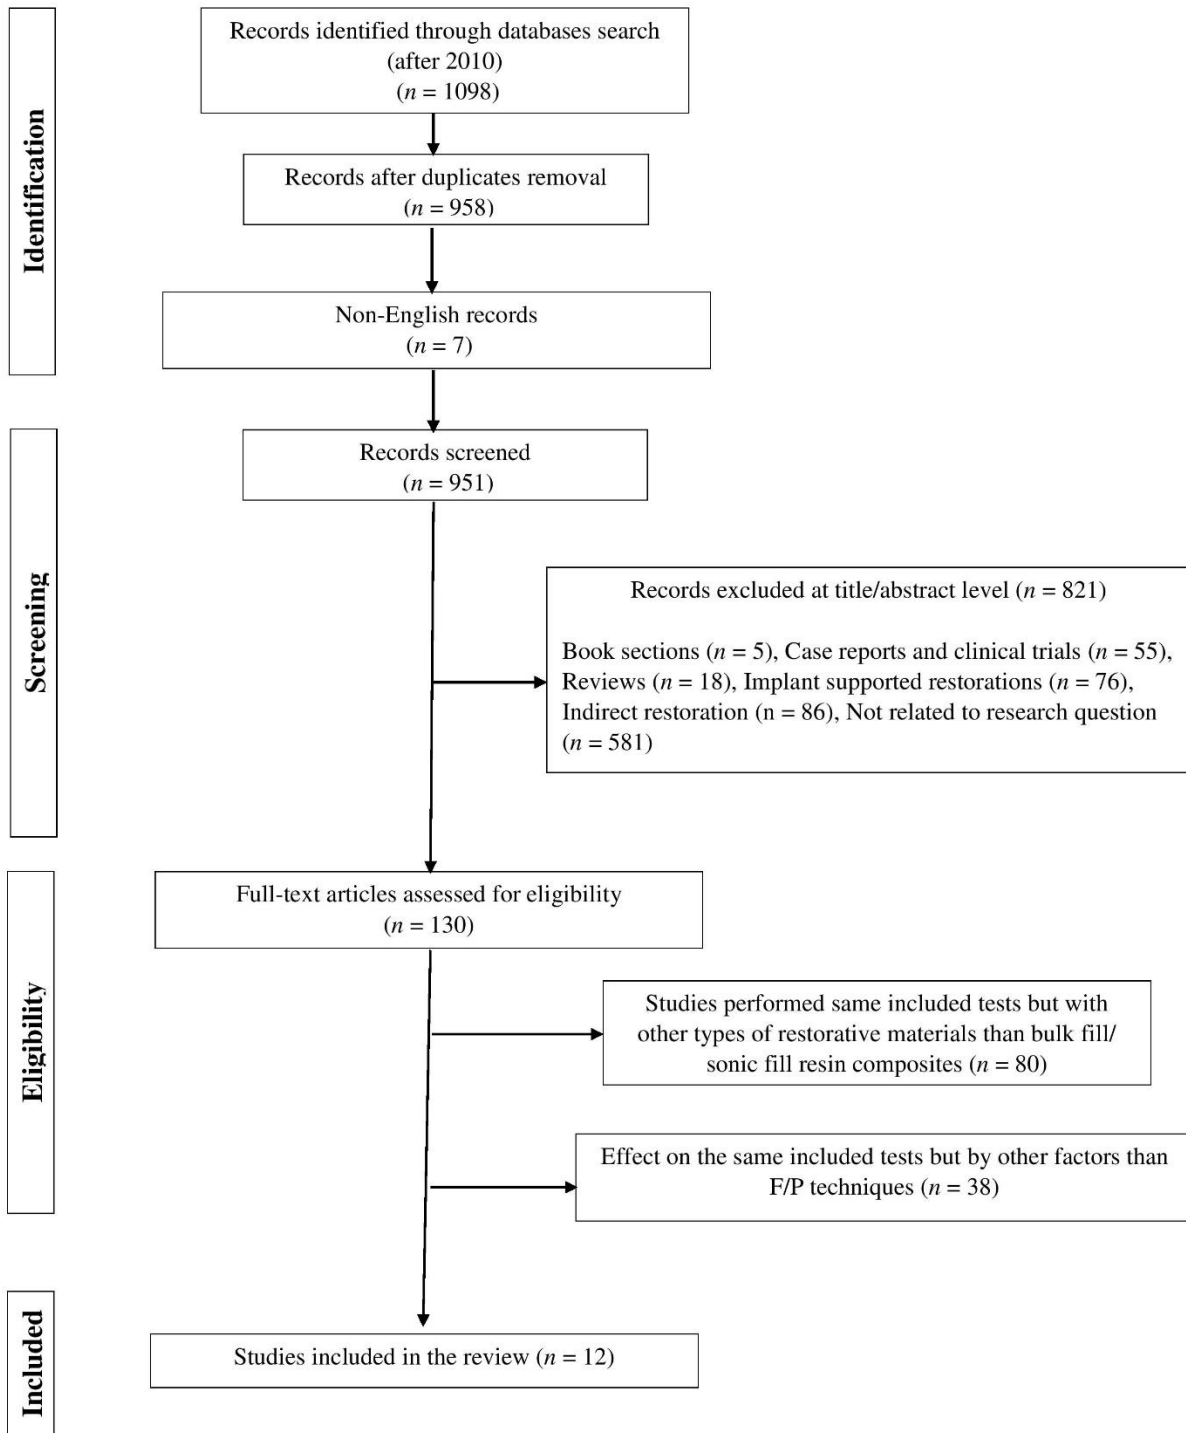 Identification
Records identified through databases search
(after 2010)
(n = 1098)
Records after duplicates removal
(n = 958)
Non-English records
(n = 7)
Screening
Records screened
(n = 951)
Records excluded at title/abstract level (n = 821)
Book sections (n = 5), Case reports and clinical trials (n = 55),
Reviews (n = 18), Implant supported restorations (n = 76),
Indirect restoration (n = 86), Not related to research question
(n = 581)
Eligibility
Full-text articles assessed for eligibility
(n = 130)
Studies performed same included tests but with
other types of restorative materials than bulk fill/
sonic fill resin composites (n = 80)
Effect on the same included tests but by other factors than
F/P techniques (n = 38)
Included
Studies included in the review (n = 12)